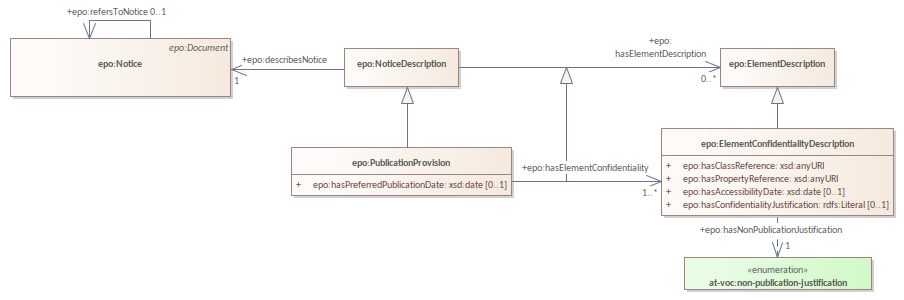 +epo:refersToNotice 0..1
epo:Document
epo:Notice
+epo:describesNotice
1
epo:NoticeDescription
+epo:
hasElementDescription
0..*
epo:ElementDescription
epo:PublicationProvision
+ epo:hasPreferredPublicationDate: xsd:date [0..1]
+epo:hasElementConfidentiality
1..*
epo:ElementConfidentialityDescription
+ epo:hasClassReference: xsd:anyURI
+ epo:hasPropertyReference: xsd:anyURI
+ epo:hasAccessibilityDate: xsd:date [0..1]
+ epo:hasConfidentialityJustification: rdfs:Literal [0..1]
+epo:hasNonPublicationJustification
1
«enumeration»
at-voc:non-publication-justification